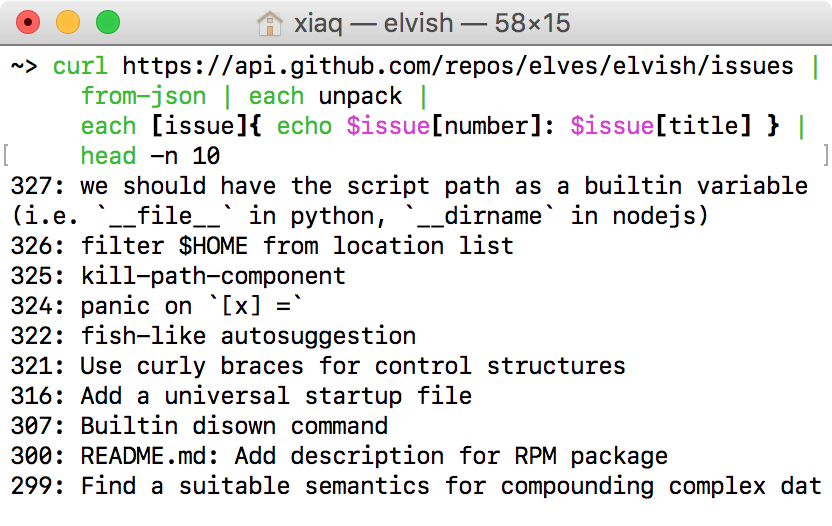 xiaq — elvish — 58×15
~> curl https://api.github.com/repos/elves/elvish/issues |
from-json | each unpack |
each [issue]{ echo $issue[number]: $issue[title] } |
head -n 10
327: we should have the script path as a builtin variable
(i.e. `__file__` in python, `__dirname` in nodejs)
326: filter $HOME from location list
325: kill-path-component
324: panic on `[x] =`
322: fish-like autosuggestion
321: Use curly braces for control structures
316: Add a universal startup file
307: Builtin disown command
300: README.md: Add description for RPM package
299: Find a suitable semantics for compounding complex dat